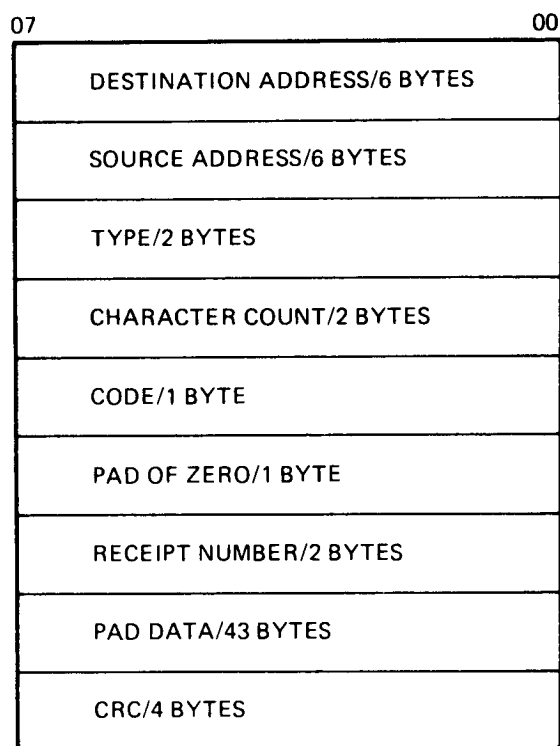 07 00
DESTINATION ADDRESS/6 BYTES
SOURCE ADDRESS/6 BYTES
TYPE/2 BYTES
CHARACTER COUNT/2 BYTES
CODE/1 BYTE
PAD OF ZERO/1 BYTE
RECEIPT NUMBER/2 BYTES
PAD DATA/43 BYTES
CRC/4 BYTES